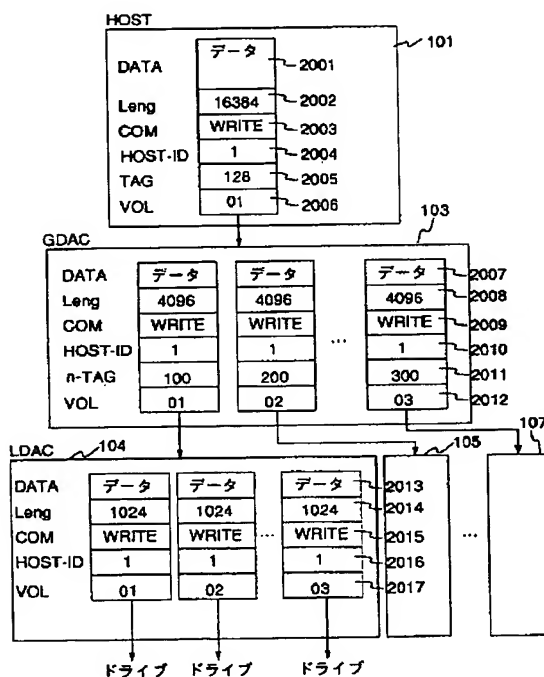 HOST
101
DATA データ 2001
Leng 16384 2002
COM WRITE 2003
HOST-ID 1 2004
TAG 128 2005
VOL 01 2006
GDAC 103
DATA データ データ データ 2007
Leng 4096 4096 4096 2008
COM WRITE WRITE … WRITE 2009
HOST-ID 1 1 1 2010
n-TAG 100 200 300 2011
VOL 01 02 03 2012
LDAC 104 105 107
DATA データ データ データ 2013
Leng 1024 1024 1024 2014
COM WRITE WRITE … WRITE 2015 …
HOST-ID 1 1 1 2016
VOL 01 02 03 2017
ドライブ ドライブ ドライブ